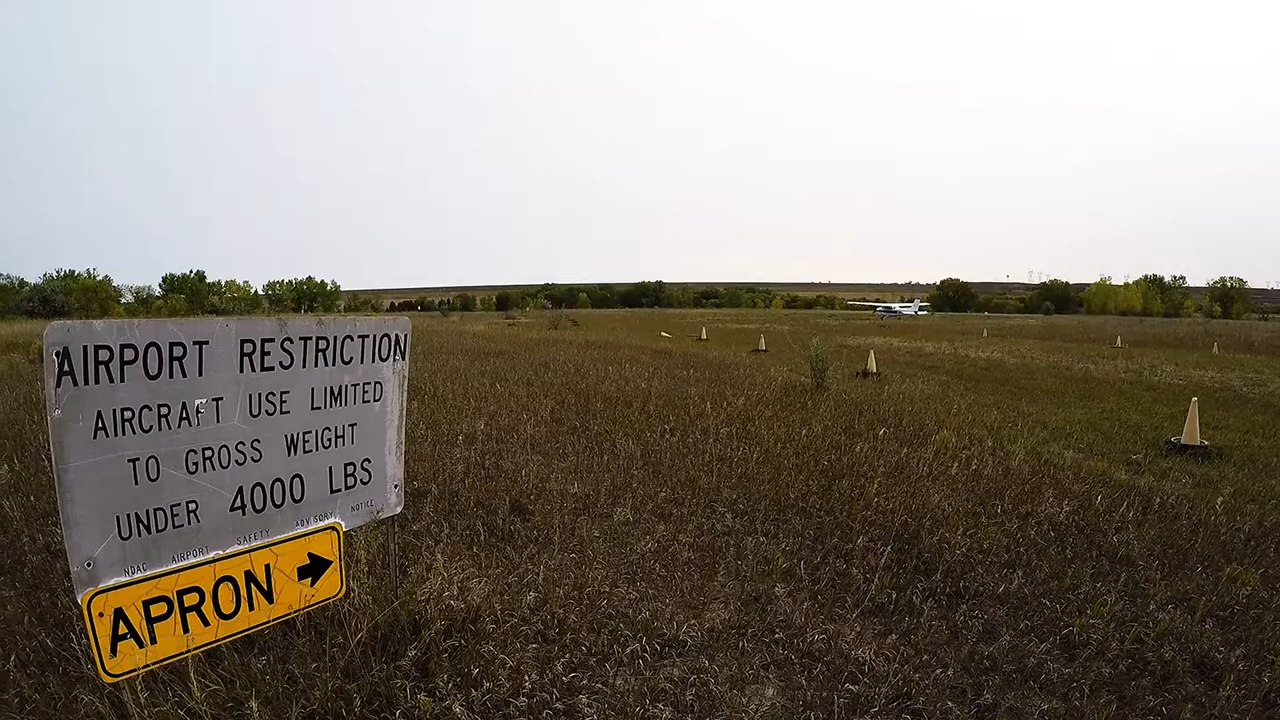 AIRPORT RESTRICTION
AIRCRAFT USE LIMITED
TO GROSS WEIGHT
UNDER 4000 LBS
NDAC AIRPORT SAFETY ADVISORY NOTICE
APRON